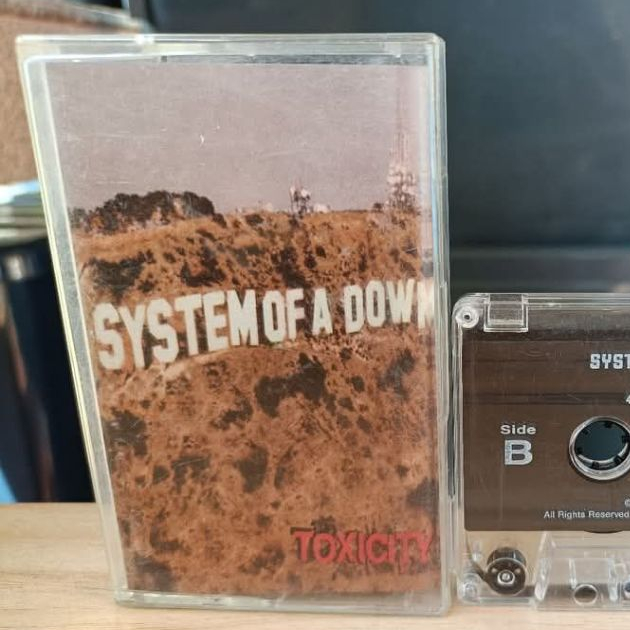 SYSTEM OF A DOWN
TOXICITY
SYST
Side
B
©
All Rights Reserved